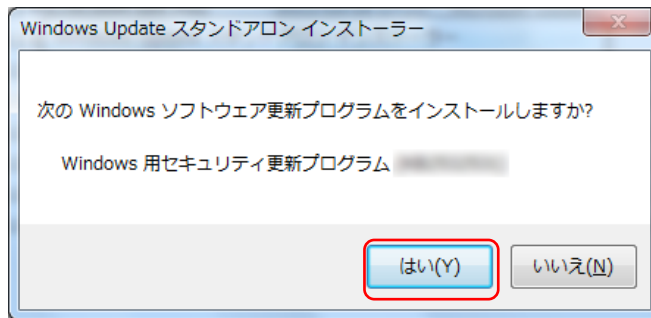 Windows Update スタンドアロン インストーラー
次の Windows ソフトウェア更新プログラムをインストールしますか?
Windows 用セキュリティ更新プログラム
はい(Y)
いいえ(N)